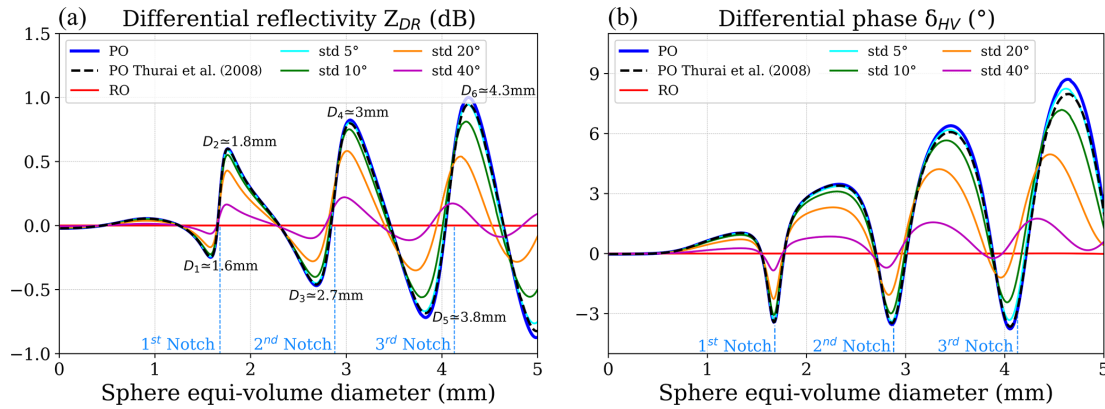 (a) Differential reflectivity Z_DR (dB)
1.5
1.0
0.5
0.0
−0.5
−1.0
PO
PO Thurai et al. (2008)
RO
std 5°
std 10°
std 20°
std 40°
D₁≃1.6mm
D₂≃1.8mm
D₃≃2.7mm
D₄≃3mm
D₅≃3.8mm
D₆≃4.3mm
1ˢᵗ Notch
2ⁿᵈ Notch
3ʳᵈ Notch
0 1 2 3 4 5
Sphere equi-volume diameter (mm)
(b) Differential phase δ_HV (°)
9
6
3
0
−3
PO
PO Thurai et al. (2008)
RO
std 5°
std 10°
std 20°
std 40°
1ˢᵗ Notch
2ⁿᵈ Notch
3ʳᵈ Notch
0 1 2 3 4 5
Sphere equi-volume diameter (mm)